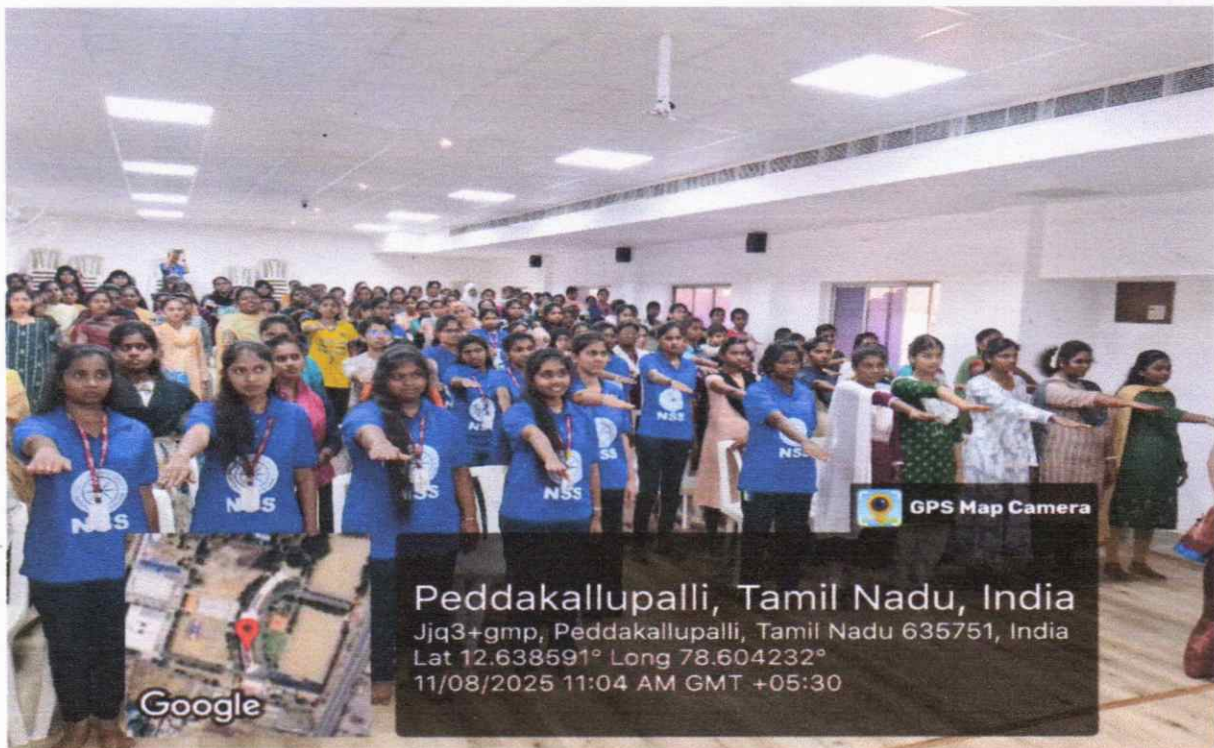 NSS
NSS
NSS
NSS
NSS
GPS Map Camera
Peddakallupalli, Tamil Nadu, India
Jjq3+gmp, Peddakallupalli, Tamil Nadu 635751, India
Lat 12.638591° Long 78.604232°
11/08/2025 11:04 AM GMT +05:30
Google